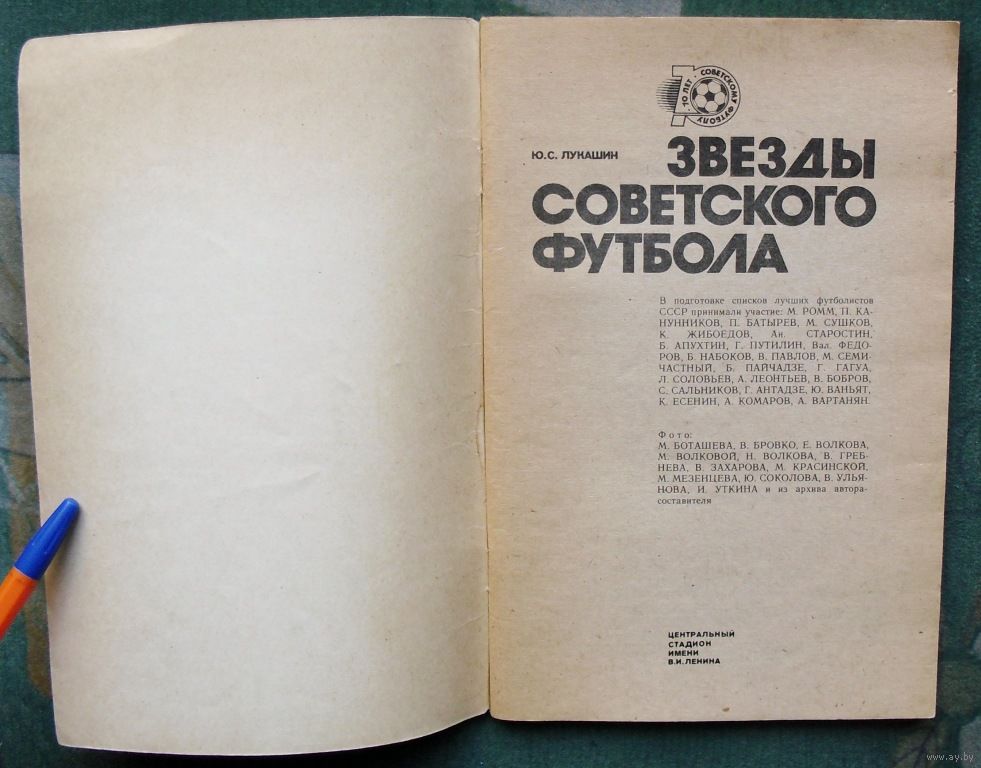 70 ЛЕТ · СОВЕТСКОМУ ФУТБОЛУ
Ю.С. ЛУКАШИН
ЗВЕЗДЫ
СОВЕТСКОГО
ФУТБОЛА
В подготовке списков лучших футболистов
СССР принимали участие: М. РОММ, П. КА-
НУННИКОВ, П. БАТЫРЕВ, М. СУШКОВ,
К. ЖИБОЕДОВ, Ан. СТАРОСТИН,
Б. АПУХТИН, Г. ПУТИЛИН, Вал. ФЕДО-
РОВ, Б. НАБОКОВ, В. ПАВЛОВ, М. СЕМИ-
ЧАСТНЫЙ, Б. ПАЙЧАДЗЕ, Г. ГАГУА,
Л. СОЛОВЬЕВ, А. ЛЕОНТЬЕВ, В. БОБРОВ,
С. САЛЬНИКОВ, Г. АНТАДЗЕ, Ю. ВАНЬЯТ,
К. ЕСЕНИН, А. КОМАРОВ, А. ВАРТАНЯН.
Фото:
М. БОТАШЕВА, В. БРОВКО, Е. ВОЛКОВА,
М. ВОЛКОВОЙ, Н. ВОЛКОВА, В. ГРЕБ-
НЕВА, В. ЗАХАРОВА, М. КРАСИНСКОЙ,
М. МЕЗЕНЦЕВА, Ю. СОКОЛОВА, В. УЛЬЯ-
НОВА, И. УТКИНА и из архива автора-
составителя
ЦЕНТРАЛЬНЫЙ
СТАДИОН
ИМЕНИ
В.И. ЛЕНИНА
www.ay.by